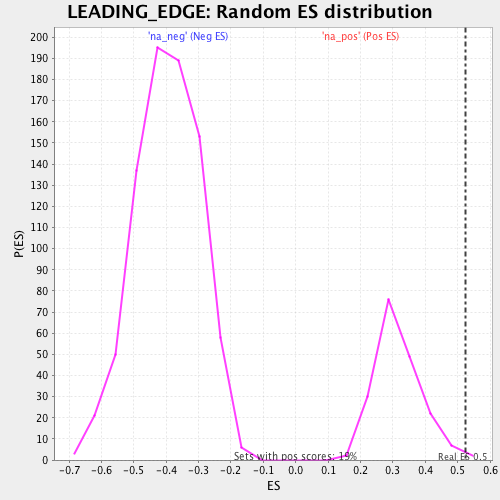 LEADING_EDGE: Random ES distribution
'na_neg' (Neg ES)
'na_pos' (Pos ES)
200
190
180
170
160
150
140
130
120
110
100
90
80
70
60
50
40
30
20
10
0
P(ES)
Sets with pos scores: 19%
Real ES 0.5
-0.7 -0.6 -0.5 -0.4 -0.3 -0.2 -0.1 0.0 0.1 0.2 0.3 0.4 0.5 0.6
ES